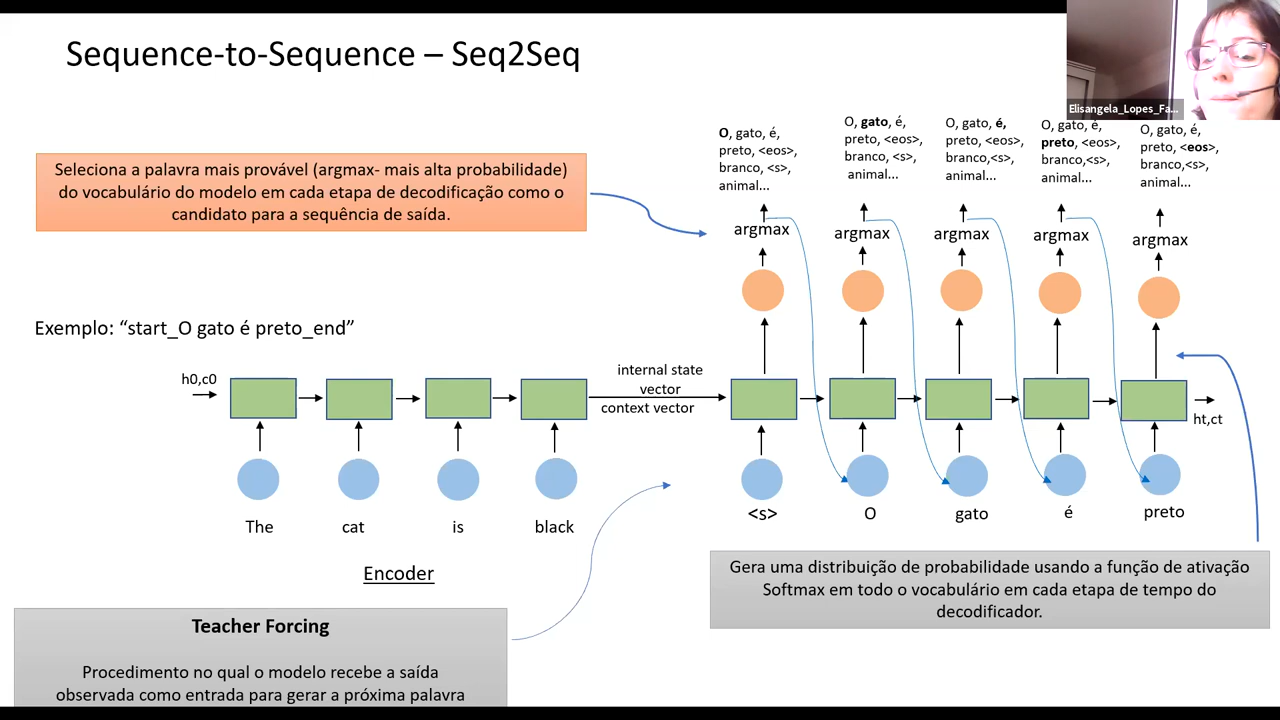 Sequence-to-Sequence – Seq2Seq
Elisangela_Lopes_Fa...
Seleciona a palavra mais provável (argmax- mais alta probabilidade)
do vocabulário do modelo em cada etapa de decodificação como o
candidato para a sequência de saída.
O, gato, é,
preto, <eos>,
branco, <s>,
animal...
O, gato, é,
preto, <eos>,
branco, <s>,
animal...
O, gato, é,
preto, <eos>,
branco,<s>,
animal...
O, gato, é,
preto, <eos>,
branco,<s>,
animal...
O, gato, é,
preto, <eos>,
branco,<s>,
animal...
argmax
argmax
argmax
argmax
argmax
Exemplo: “start_O gato é preto_end”
h0,c0
internal state
vector
context vector
ht,ct
The
cat
is
black
<s>
O
gato
é
preto
Encoder
Gera uma distribuição de probabilidade usando a função de ativação
Softmax em todo o vocabulário em cada etapa de tempo do
decodificador.
Teacher Forcing
Procedimento no qual o modelo recebe a saída
observada como entrada para gerar a próxima palavra